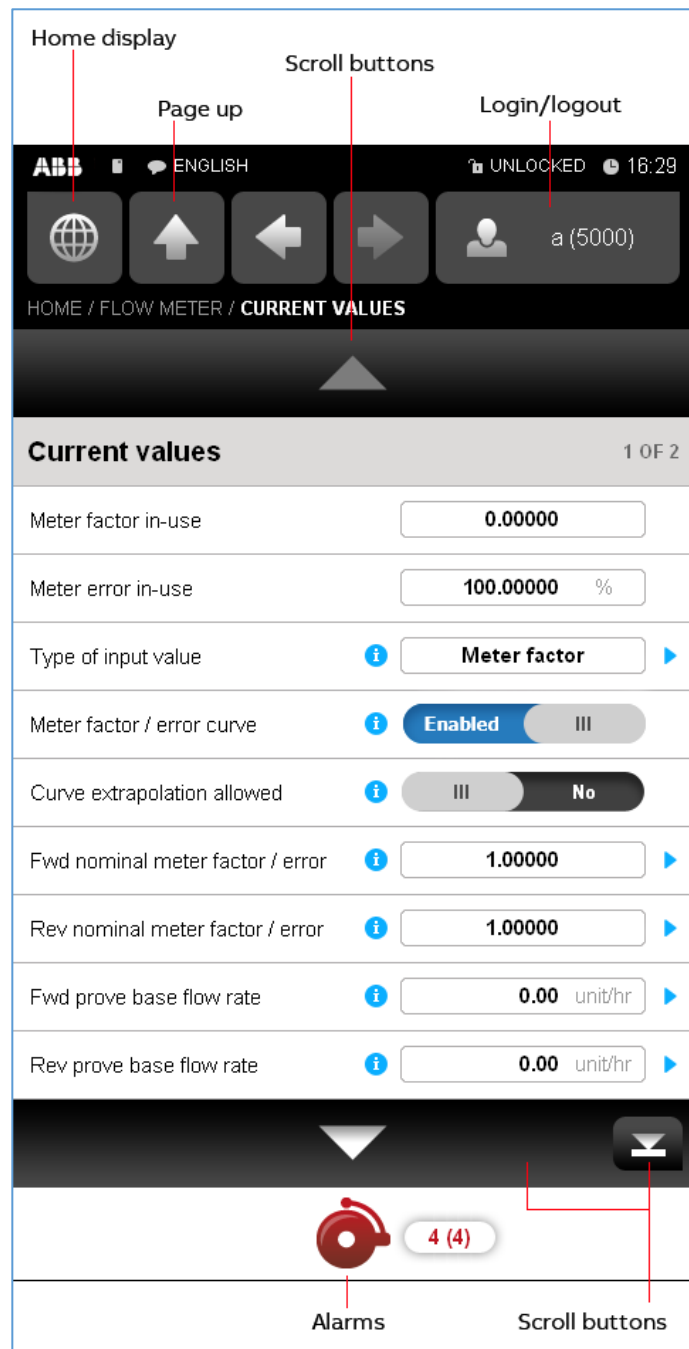 Home display
Scroll buttons
Page up
Login/logout
ABB ENGLISH UNLOCKED 16:29
a (5000)
HOME / FLOW METER / CURRENT VALUES
Current values 1 OF 2
Meter factor in-use 0.00000
Meter error in-use 100.00000 %
Type of input value i Meter factor
Meter factor / error curve i Enabled III
Curve extrapolation allowed i III No
Fwd nominal meter factor / error i 1.00000
Rev nominal meter factor / error i 1.00000
Fwd prove base flow rate i 0.00 unit/hr
Rev prove base flow rate i 0.00 unit/hr
4 (4)
Alarms Scroll buttons